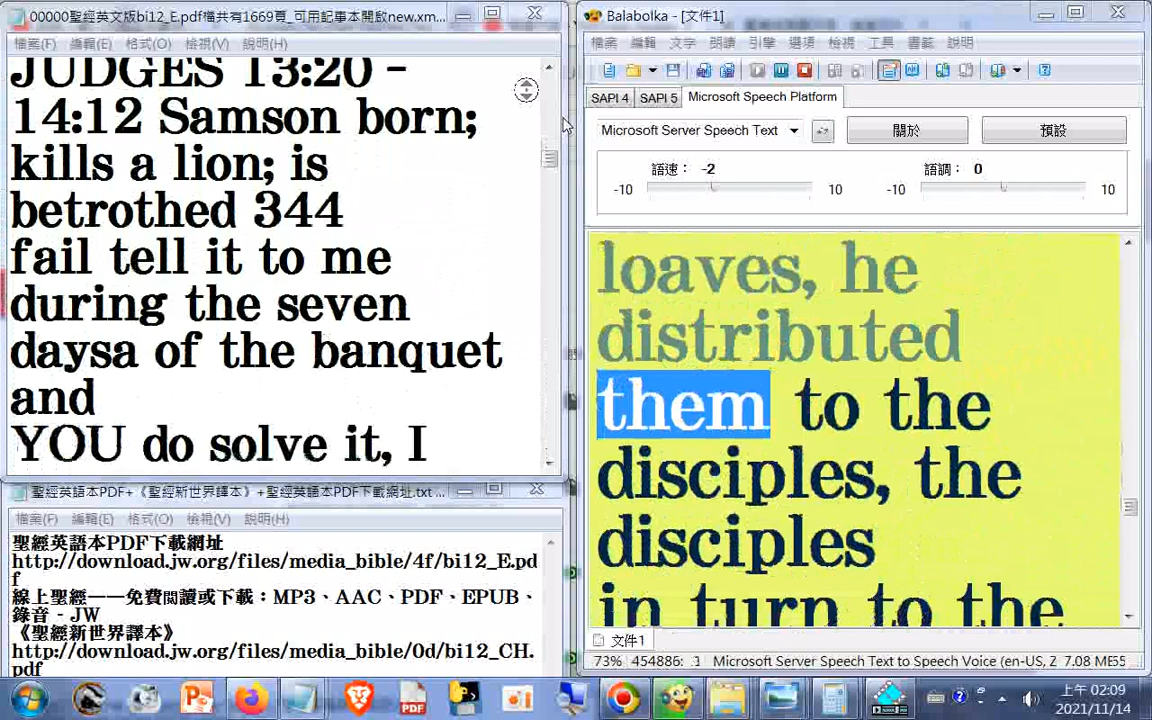 00000聖經英文版bi12_E.pdf檔共有1669頁_可用記事本開啟new.xm...
檔案(F) 編輯(E) 格式(O) 檢視(V) 說明(H)
JUDGES 13:20 –
14:12 Samson born;
kills a lion; is
betrothed 344
fail tell it to me
during the seven
daysa of the banquet
and
YOU do solve it, I
聖經英語本PDF+《聖經新世界譯本》+聖經英語本PDF下載網址.txt ...
檔案(F) 編輯(E) 格式(O) 檢視(V) 說明(H)
聖經英語本PDF下載網址
http://download.jw.org/files/media_bible/4f/bi12_E.pd
f
線上聖經——免費閱讀或下載：MP3、AAC、PDF、EPUB、
錄音 - JW
《聖經新世界譯本》
http://download.jw.org/files/media_bible/0d/bi12_CH.
pdf
Balabolka - [文件1]
檔案 編輯 文字 朗讀 引擎 選項 檢視 工具 書籤 說明
SAPI 4 SAPI 5 Microsoft Speech Platform
Microsoft Server Speech Text 關於 預設
語速： -2 語調： 0
-10 10 -10 10
loaves, he
distributed
them to the
disciples, the
disciples
in turn to the
文件1
73% 454886: Microsoft Server Speech Text to Speech Voice (en-US, Z 7.08 МБ
上午 02:09
2021/11/14